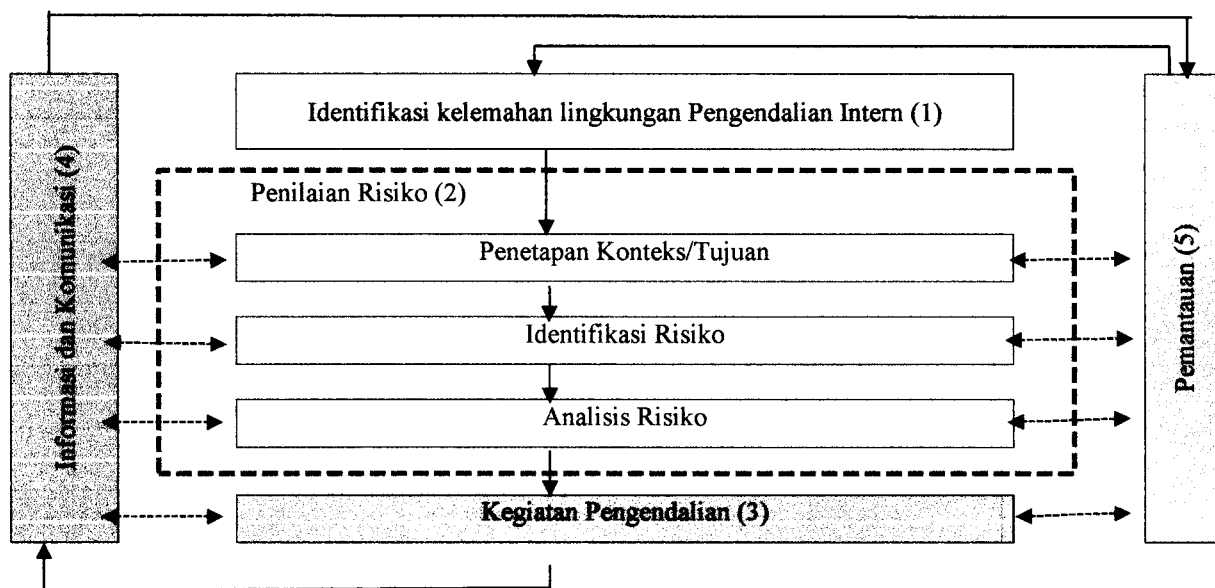 Identifikasi kelemahan lingkungan Pengendalian Intern (1)
Penilaian Risiko (2)
Penetapan Konteks/Tujuan
Identifikasi Risiko
Analisis Risiko
Kegiatan Pengendalian (3)
Informasi dan Komunikasi (4)
Pemantauan (5)